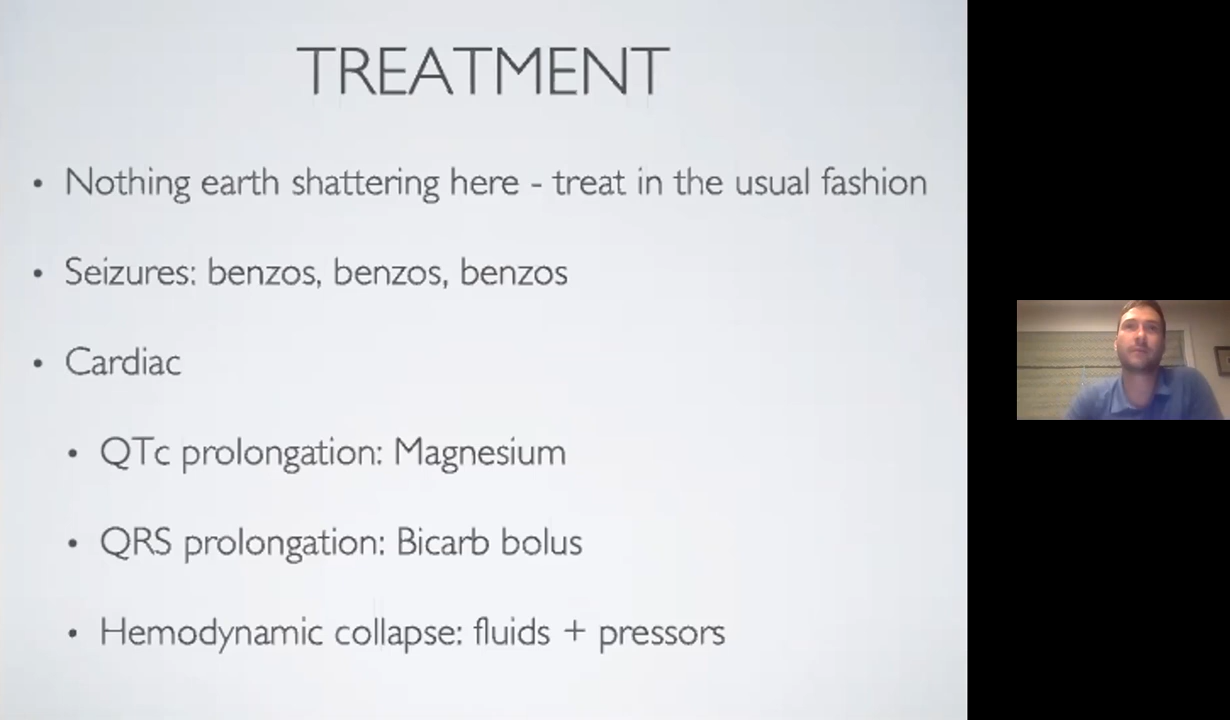 TREATMENT
• Nothing earth shattering here - treat in the usual fashion
• Seizures: benzos, benzos, benzos
• Cardiac
• QTc prolongation: Magnesium
• QRS prolongation: Bicarb bolus
• Hemodynamic collapse: fluids + pressors